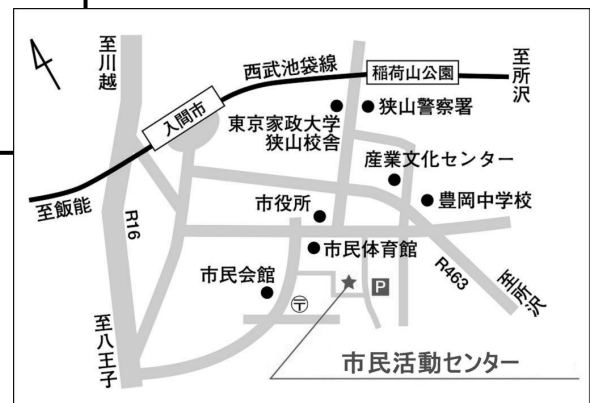 至川越
西武池袋線
稲荷山公園
至所沢
入間市
東京家政大学
狭山校舎
狭山警察署
産業文化センター
至飯能
R16
市役所
豊岡中学校
市民体育館
R463
至所沢
市民会館
〒
P
至八王子
市民活動センター